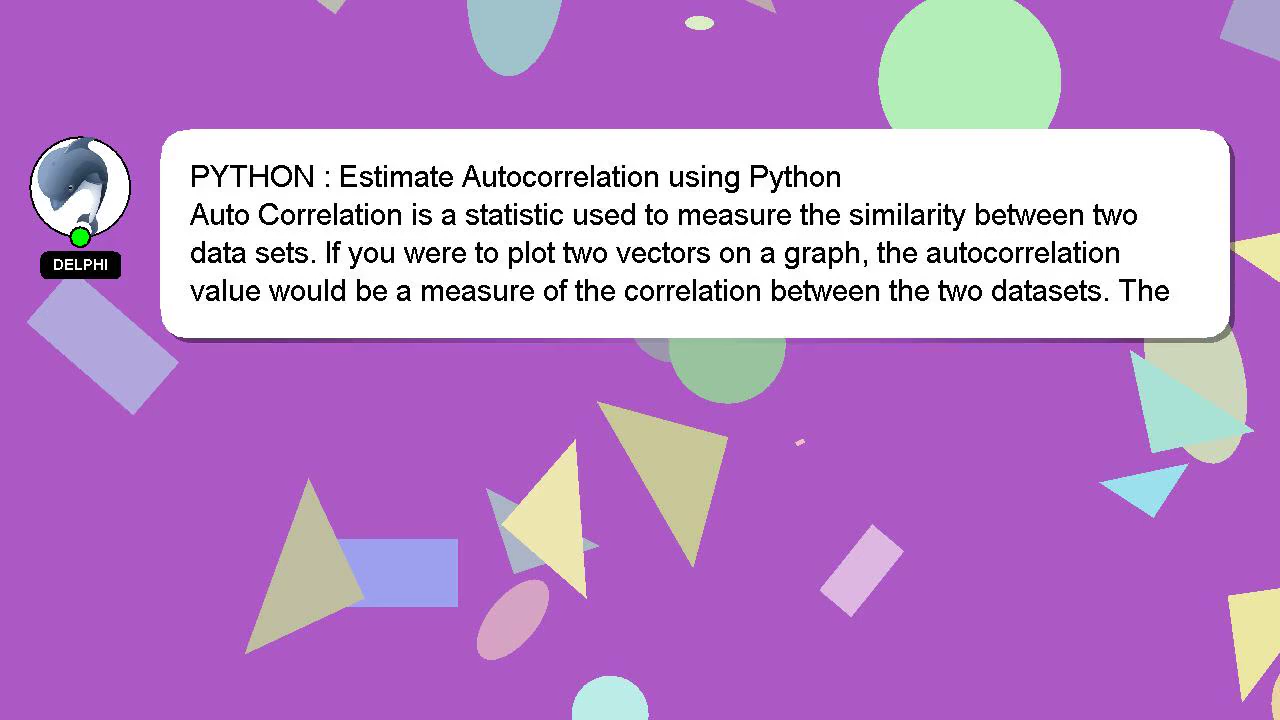 PYTHON : Estimate Autocorrelation using Python
Auto Correlation is a statistic used to measure the similarity between two
data sets. If you were to plot two vectors on a graph, the autocorrelation
value would be a measure of the correlation between the two datasets. The
DELPHI